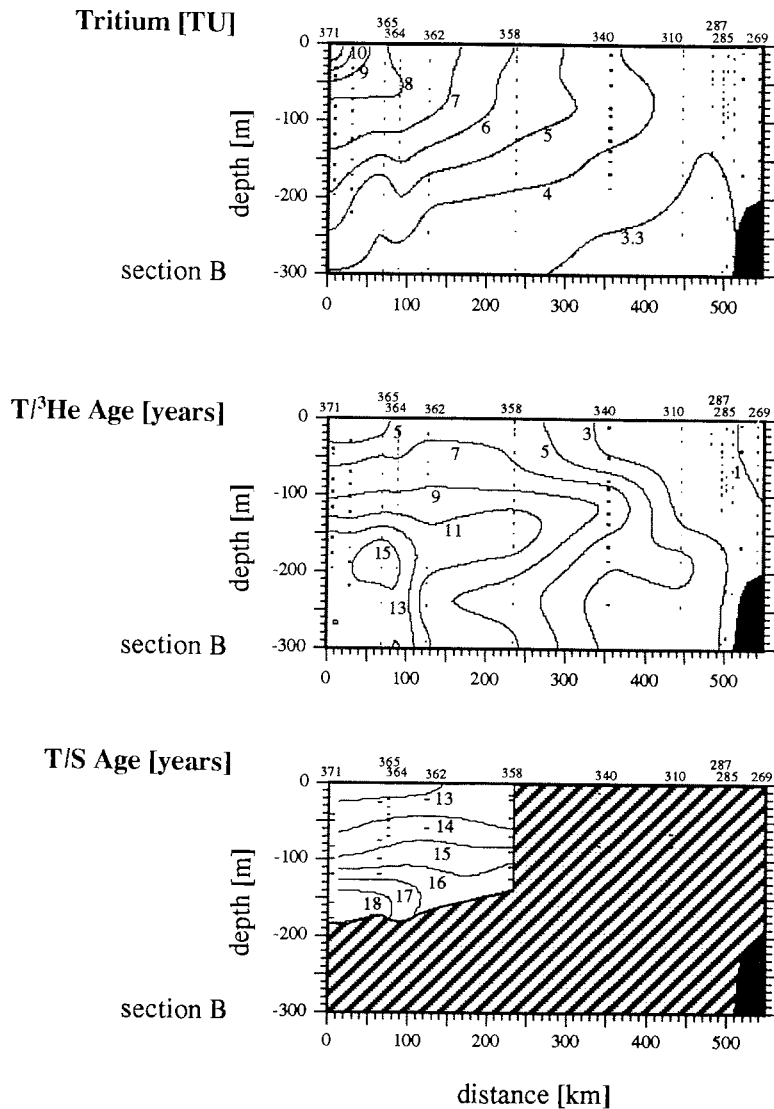 Tritium [TU]
371 365 364 362 358 340 310 287 285 269
0
-100
-200
-300
depth [m]
10
9
8
7
6
5
4
3.3
section B
0 100 200 300 400 500
T/³He Age [years]
371 365 364 362 358 340 310 287 285 269
0
-100
-200
-300
depth [m]
5
7
5
3
1
9
11
15
13
section B
0 100 200 300 400 500
T/S Age [years]
371 365 364 362 358 340 310 287 285 269
0
-100
-200
-300
depth [m]
13
14
15
16
17
18
section B
0 100 200 300 400 500
distance [km]